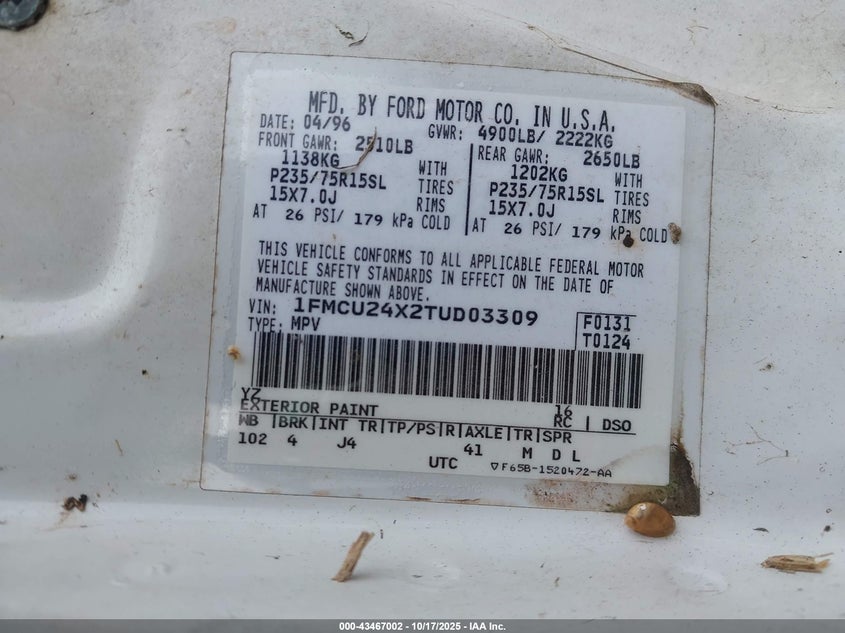 MFD. BY FORD MOTOR CO. IN U.S.A.
DATE: 04/96 GVWR: 4900LB/ 2222KG
FRONT GAWR: 2510LB REAR GAWR: 2650LB
1138KG WITH 1202KG WITH
P235/75R15SL TIRES P235/75R15SL TIRES
15X7.0J RIMS 15X7.0J RIMS
AT 26 PSI/ 179 kPa COLD AT 26 PSI/ 179 kPa COLD
THIS VEHICLE CONFORMS TO ALL APPLICABLE FEDERAL MOTOR
VEHICLE SAFETY STANDARDS IN EFFECT ON THE DATE OF
MANUFACTURE SHOWN ABOVE.
VIN: 1FMCU24X2TUD03309 F0131
TYPE: MPV T0124
YZ 16
EXTERIOR PAINT RC | DSO
WB |BRK|INT TR|TP/PS|R|AXLE|TR|SPR
102 4 J4 41 M D L
UTC ▽F65B-1520472-AA
000-43467002 - 10/17/2025 - IAA Inc.